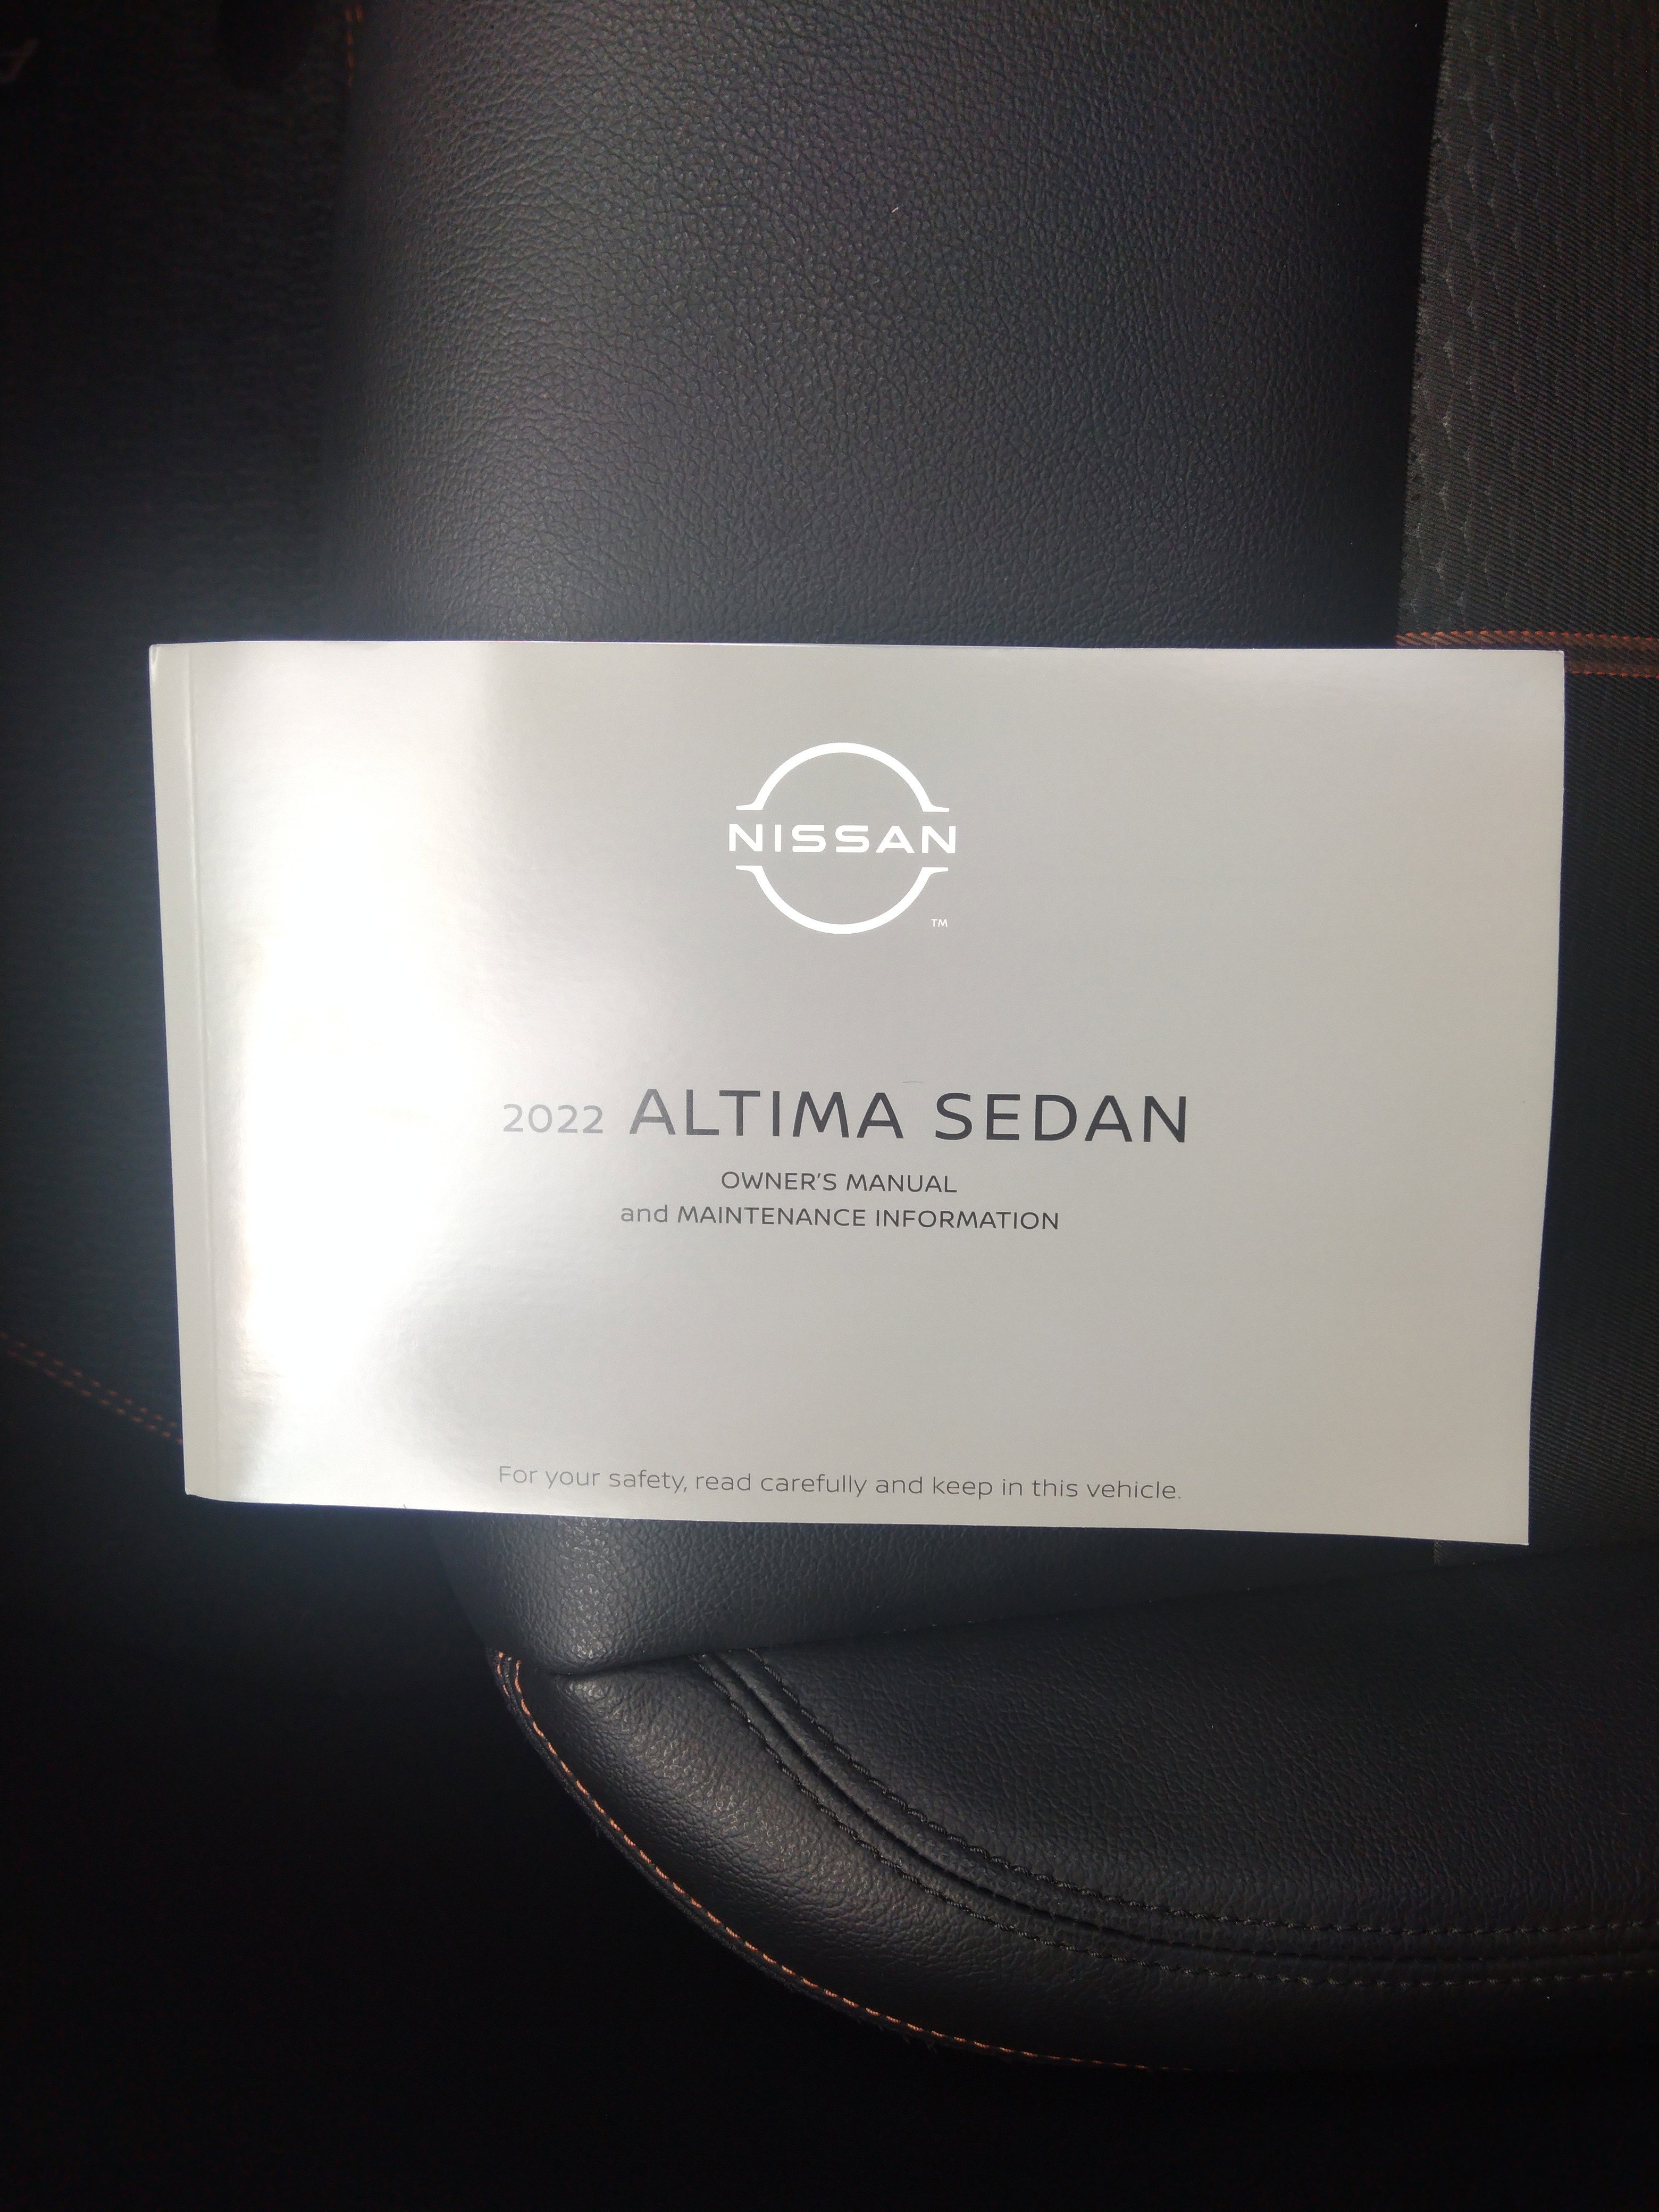 NISSAN
TM
2022 ALTIMA SEDAN
OWNER'S MANUAL
and MAINTENANCE INFORMATION
For your safety, read carefully and keep in this vehicle.